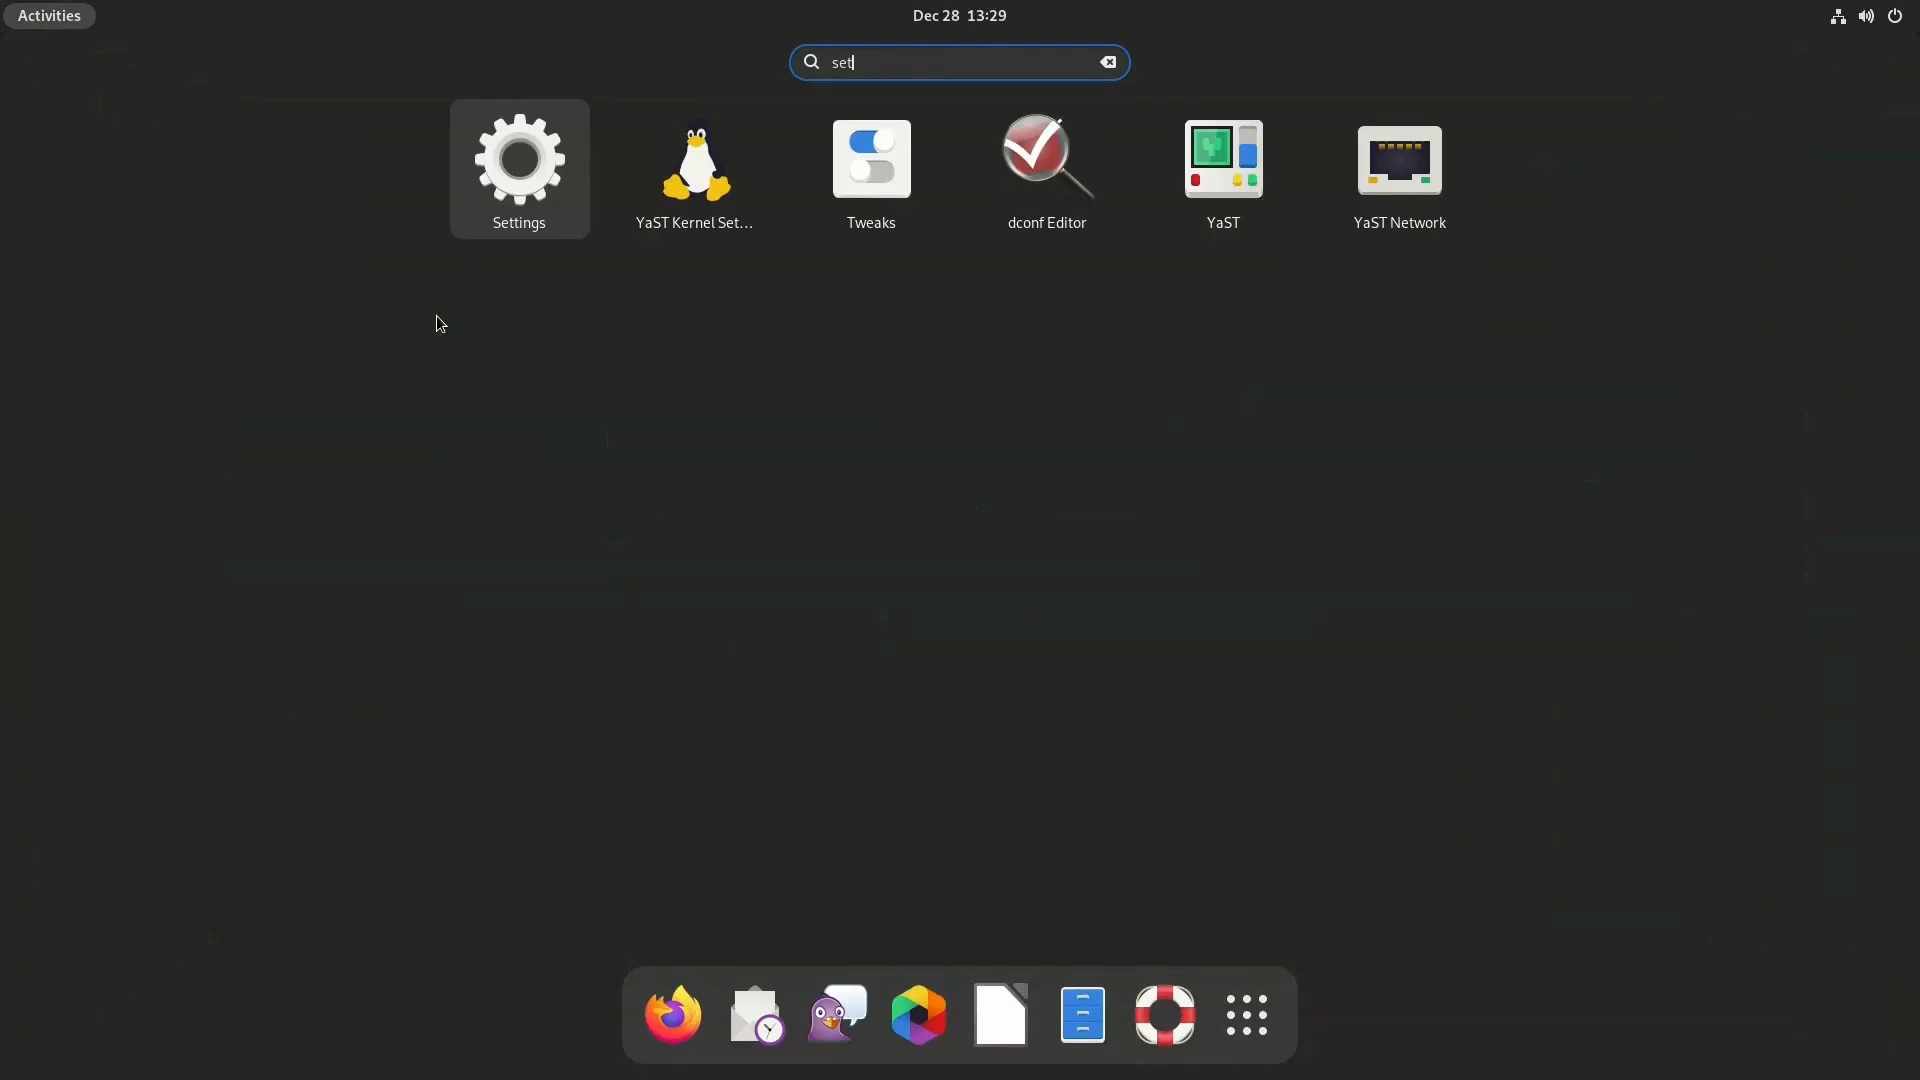 Activities
Dec 28 13:29
set
Settings
YaST Kernel Set...
Tweaks
dconf Editor
YaST
YaST Network